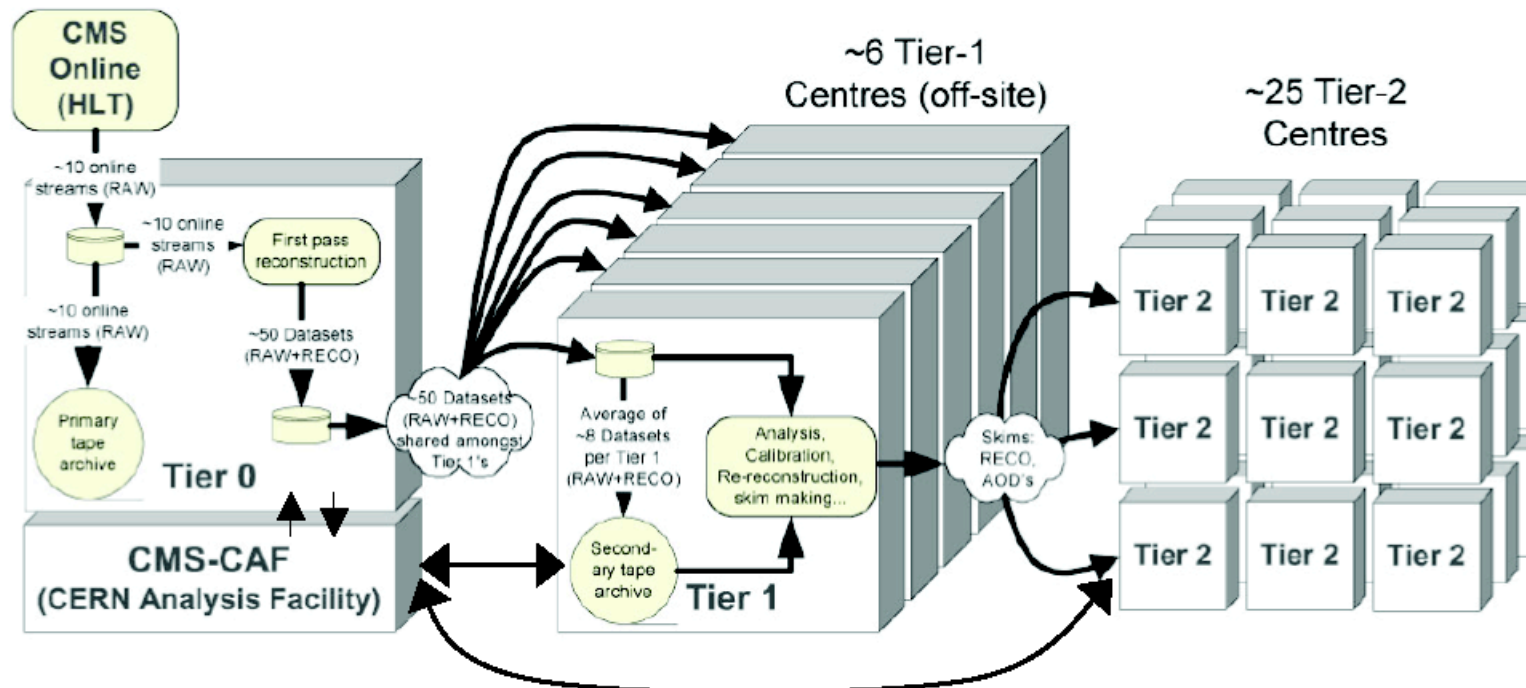 CMS
Online
(HLT)
~10 online
streams (RAW)
~10 online
streams
(RAW)
First pass
reconstruction
~10 online
streams (RAW)
~50 Datasets
(RAW+RECO)
Primary
tape
archive
Tier 0
CMS-CAF
(CERN Analysis Facility)
~50 Datasets
(RAW+RECO)
shared amongst
Tier 1's
~6 Tier-1
Centres (off-site)
Average of
~8 Datasets
per Tier 1
(RAW+RECO)
Analysis,
Calibration,
Re-reconstruction,
skim making...
Second-
ary tape
archive
Tier 1
Skims:
RECO,
AOD's
~25 Tier-2
Centres
Tier 2 Tier 2 Tier 2
Tier 2 Tier 2 Tier 2
Tier 2 Tier 2 Tier 2